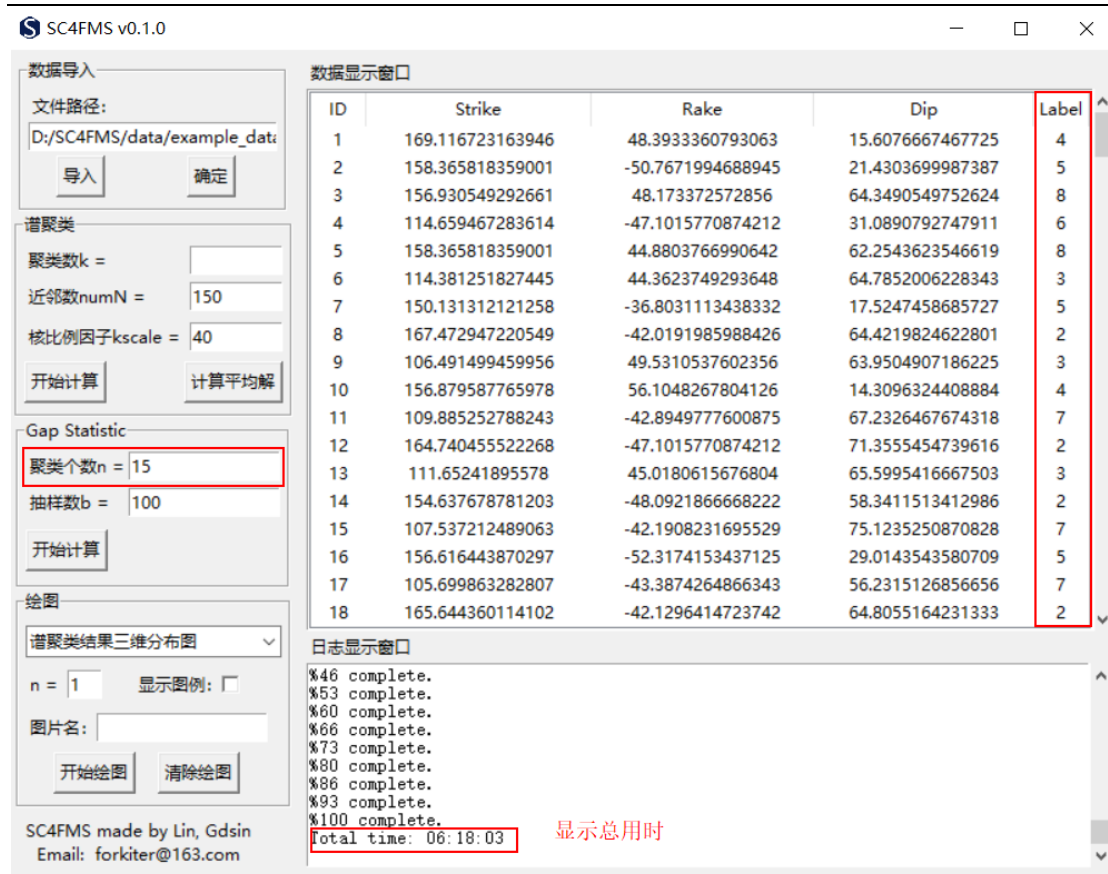 SC4FMS v0.1.0
数据导入
文件路径：
D:/SC4FMS/data/example_data
导入 确定
谱聚类
聚类数k =
近邻数numN = 150
核比例因子kscale = 40
开始计算 计算平均解
Gap Statistic
聚类个数n = 15
抽样数b = 100
开始计算
绘图
谱聚类结果三维分布图
n = 1 显示图例：
图片名：
开始绘图 清除绘图
SC4FMS made by Lin, Gdsin
Email: forkiter@163.com
数据显示窗口
ID Strike Rake Dip Label
1 169.116723163946 48.3933360793063 15.6076667467725 4
2 158.365818359001 -50.7671994688945 21.4303699987387 5
3 156.930549292661 48.173372572856 64.3490549752624 8
4 114.659467283614 -47.1015770874212 31.0890792747911 6
5 158.365818359001 44.8803766990642 62.2543623546619 8
6 114.381251827445 44.3623749293648 64.7852006228343 3
7 150.131312121258 -36.8031113438332 17.5247458685727 5
8 167.472947220549 -42.0191985988426 64.4219824622801 2
9 106.491499459956 49.5310537602356 63.9504907186225 3
10 156.879587765978 56.1048267804126 14.3096324408884 4
11 109.885252788243 -42.89497777600875 67.2326467674318 7
12 164.740455522268 -47.1015770874212 71.3555454739616 2
13 111.65241895578 45.0180615676804 65.5995416667503 3
14 154.637678781203 -48.0921866668222 58.3411513412986 2
15 107.537212489063 -42.19082231695529 75.1235250870828 7
16 156.616443870297 -52.3174153437125 29.0143543580709 5
17 105.699863282807 -43.3874264866343 56.2315126856656 7
18 165.644360114102 -42.1296414723742 64.8055164231333 2
日志显示窗口
%46 complete.
%53 complete.
%60 complete.
%66 complete.
%73 complete.
%80 complete.
%86 complete.
%93 complete.
%100 complete.
Total time: 06:18:03 显示总用时